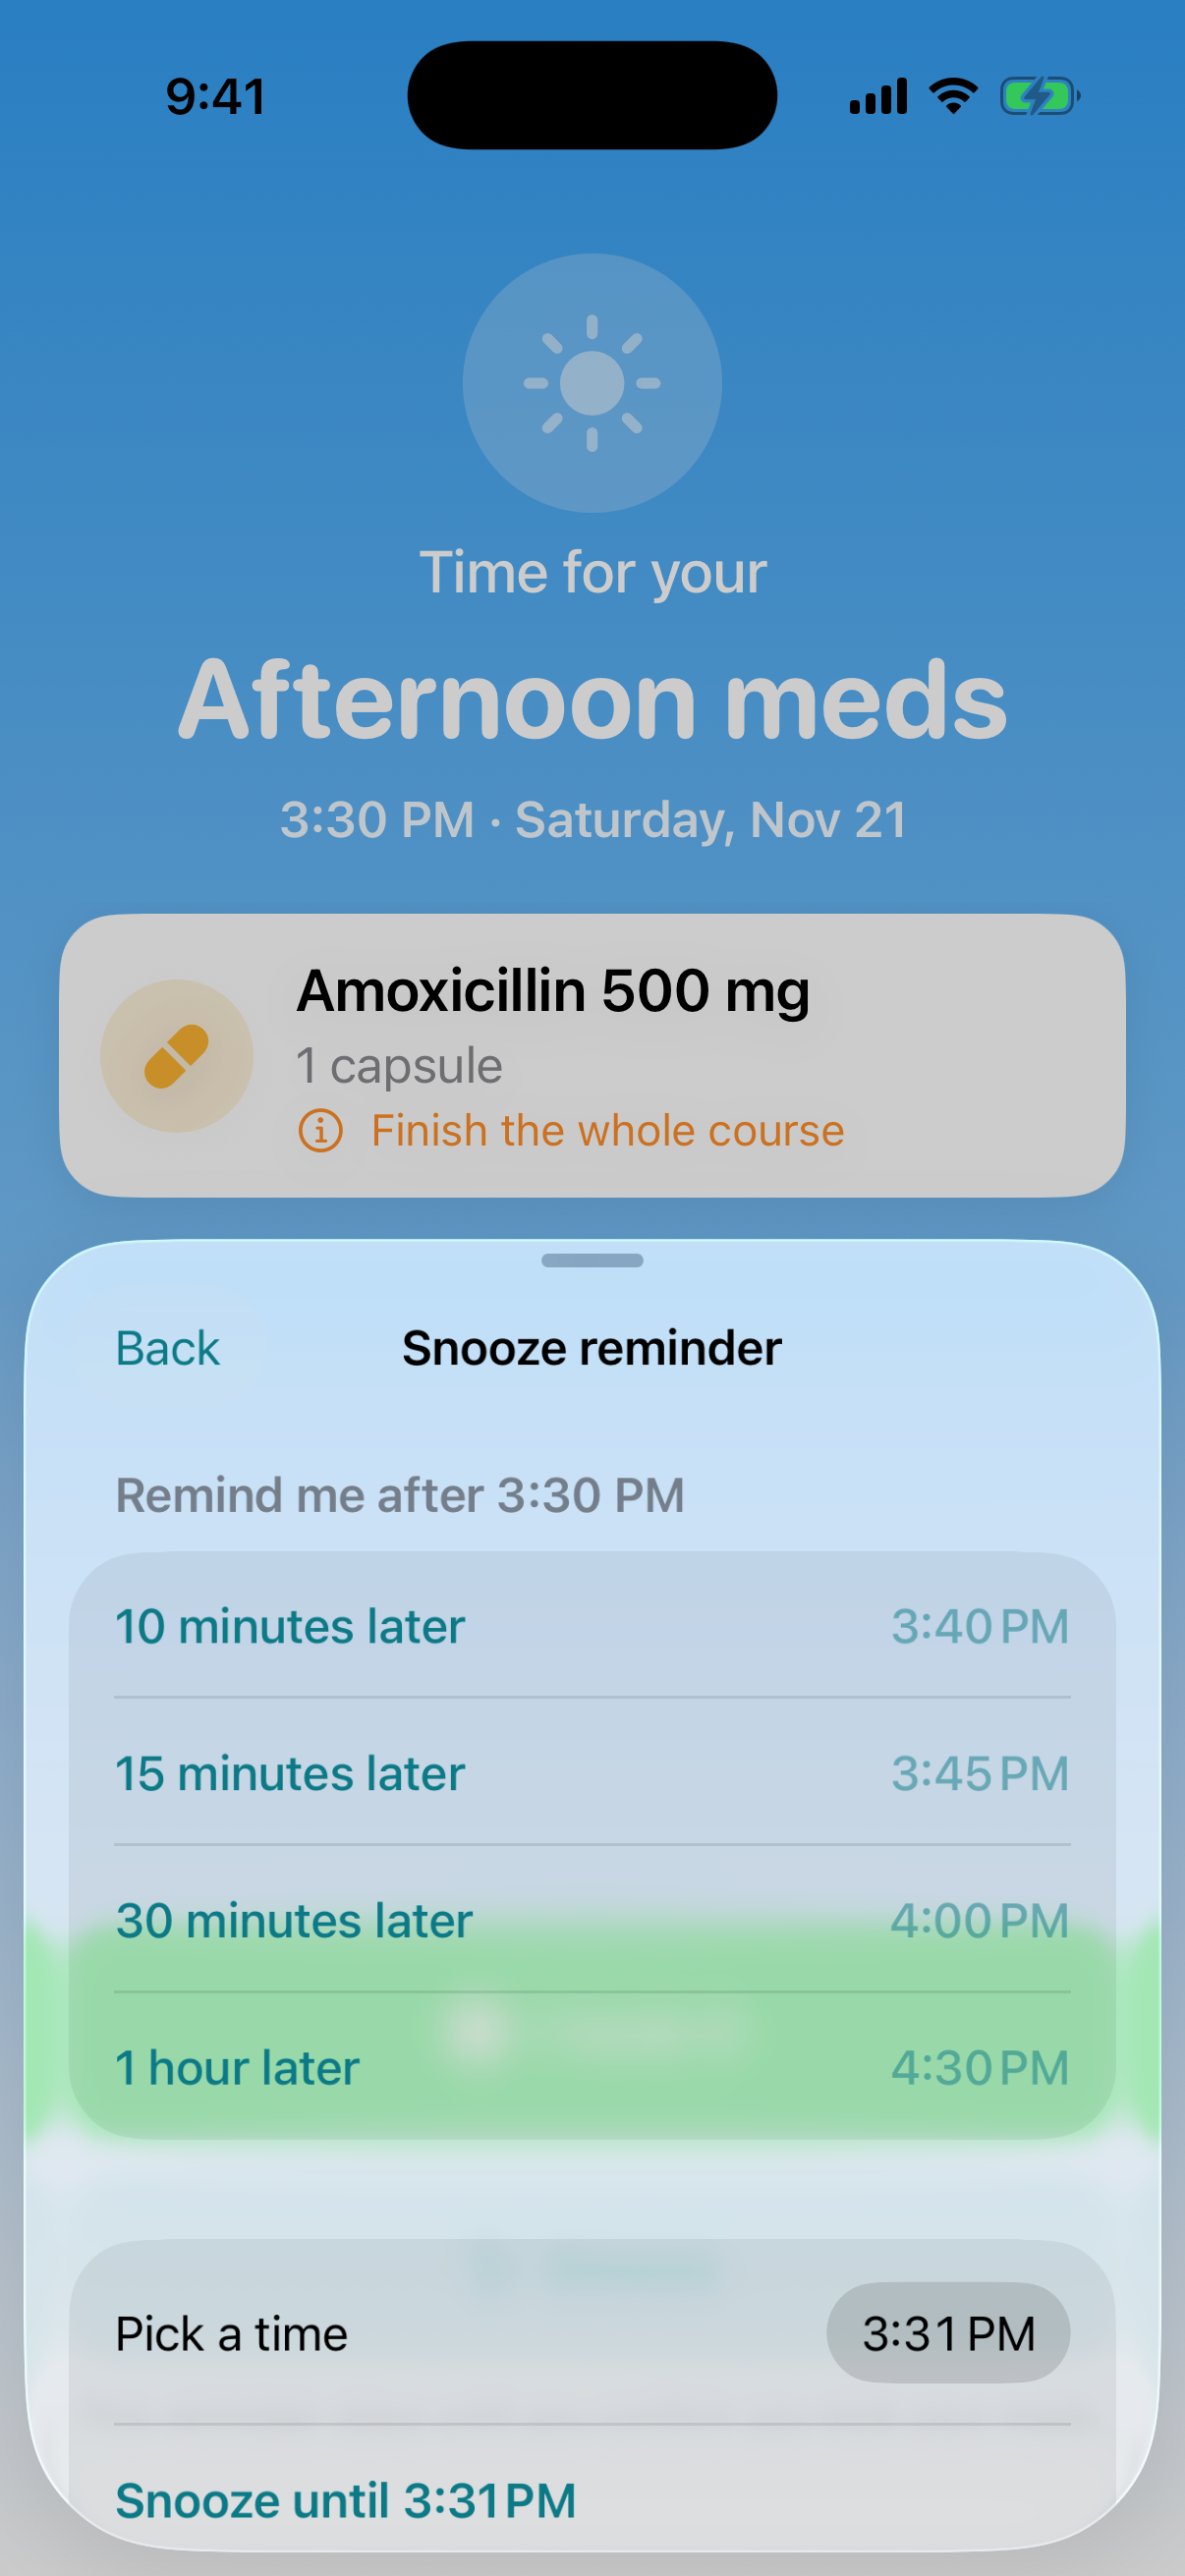 9:41
Time for your
Afternoon meds
3:30 PM · Saturday, Nov 21
Amoxicillin 500 mg
1 capsule
Finish the whole course
Back
Snooze reminder
Remind me after 3:30 PM
10 minutes later
3:40 PM
15 minutes later
3:45 PM
30 minutes later
4:00 PM
1 hour later
4:30 PM
Pick a time
3:31 PM
Snooze until 3:31 PM